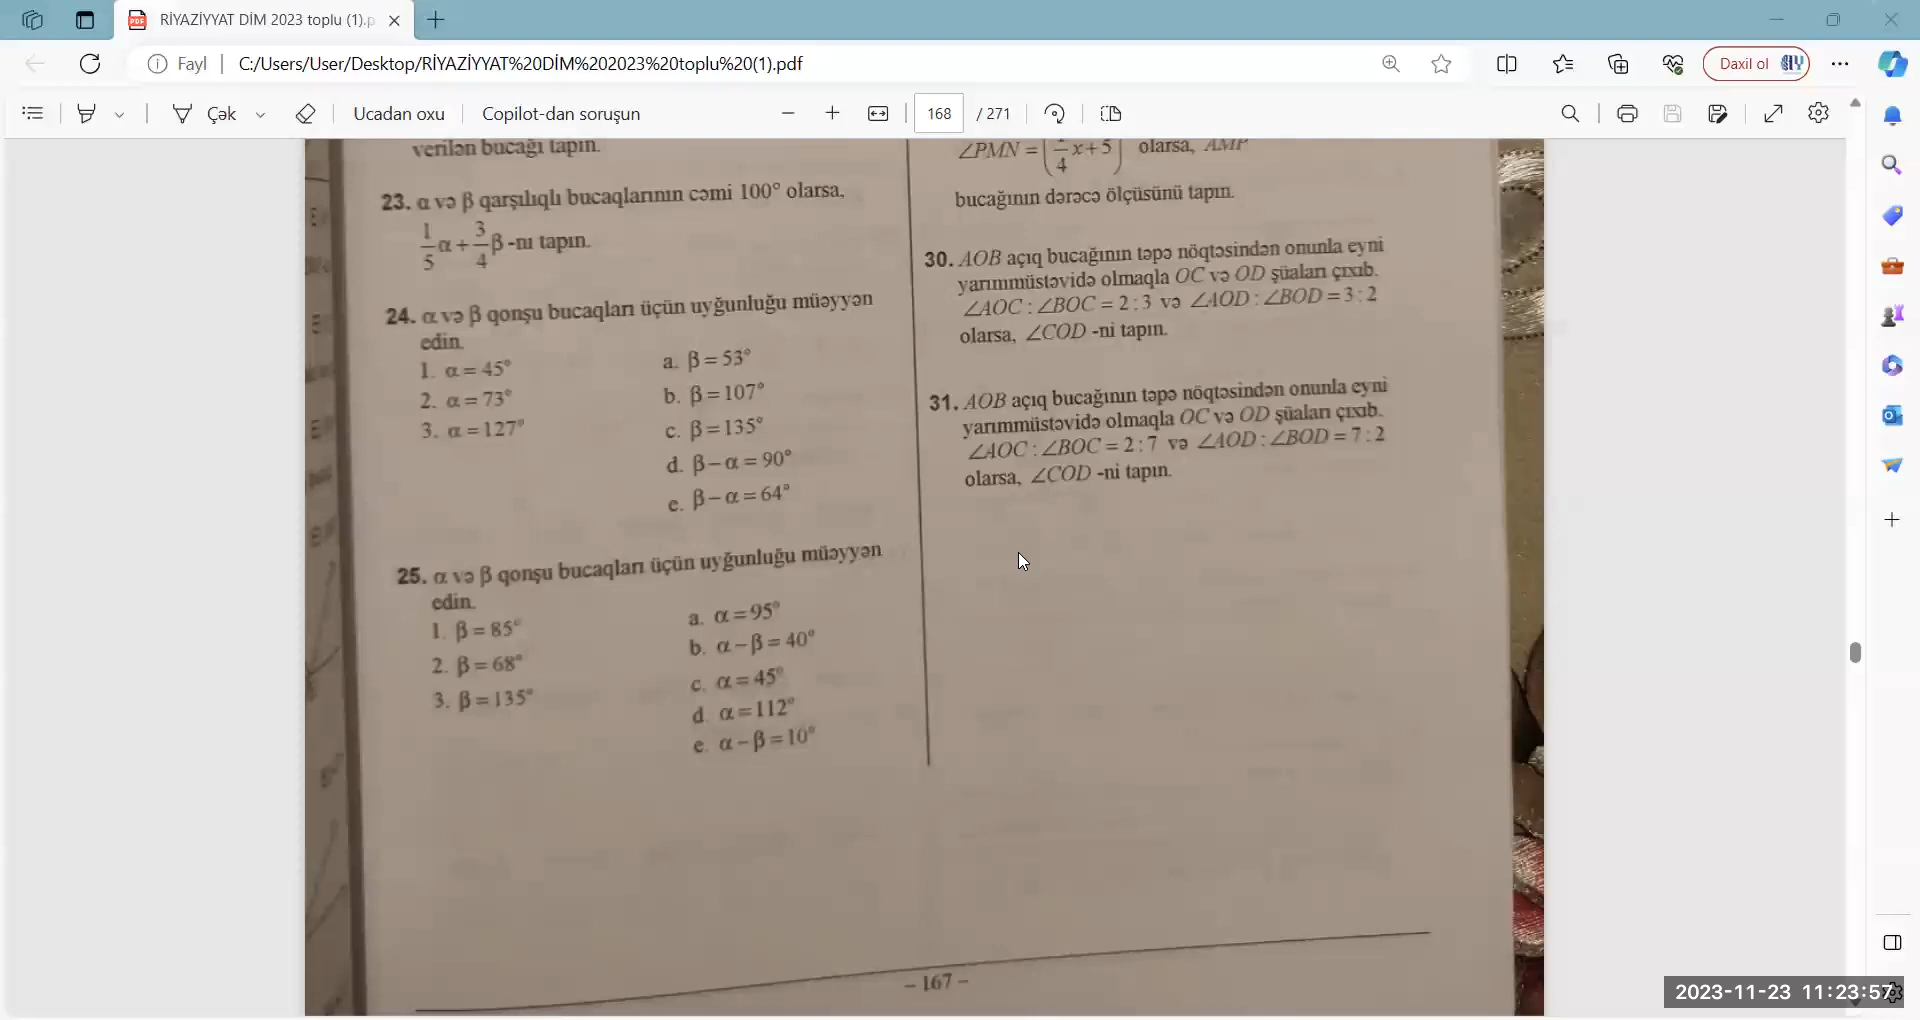 RİYAZİYYAT DİM 2023 toplu (1).p
Fayl
C:/Users/User/Desktop/RİYAZİYYAT%20DİM%202023%20toplu%20(1).pdf
Daxil ol
Çək
Ucadan oxu
Copilot-dan soruşun
168 / 271
verilən bucağı tapın.
23. α və β qarşılıqlı bucaqlarının cəmi 100° olarsa,
1/5 α + 3/4 β -nı tapın.
24. α və β qonşu bucaqları üçün uyğunluğu müəyyən
edin.
1. α = 45°
2. α = 73°
3. α = 127°
a. β = 53°
b. β = 107°
c. β = 135°
d. β − α = 90°
e. β − α = 64°
25. α və β qonşu bucaqları üçün uyğunluğu müəyyən
edin.
1. β = 85°
2. β = 68°
3. β = 135°
a. α = 95°
b. α − β = 40°
c. α = 45°
d. α = 112°
e. α − β = 10°
∠PMN = ( /4 x + 5) olarsa, AMP
bucağının dərəcə ölçüsünü tapın.
30. AOB açıq bucağının təpə nöqtəsindən onunla eyni
yarımmüstəvidə olmaqla OC və OD şüaları çıxıb.
∠AOC : ∠BOC = 2 : 3 və ∠AOD : ∠BOD = 3 : 2
olarsa, ∠COD -ni tapın.
31. AOB açıq bucağının təpə nöqtəsindən onunla eyni
yarımmüstəvidə olmaqla OC və OD şüaları çıxıb.
∠AOC : ∠BOC = 2 : 7 və ∠AOD : ∠BOD = 7 : 2
olarsa, ∠COD -ni tapın.
– 167 –
2023-11-23 11:23:57